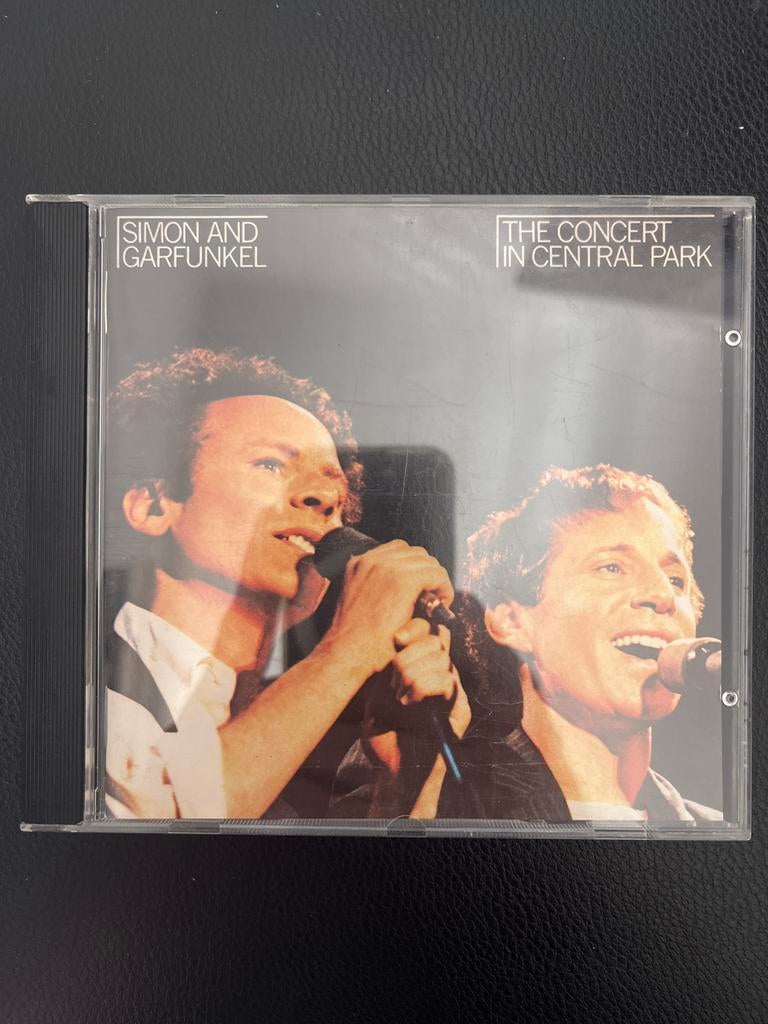 SIMON AND
GARFUNKEL
THE CONCERT
IN CENTRAL PARK